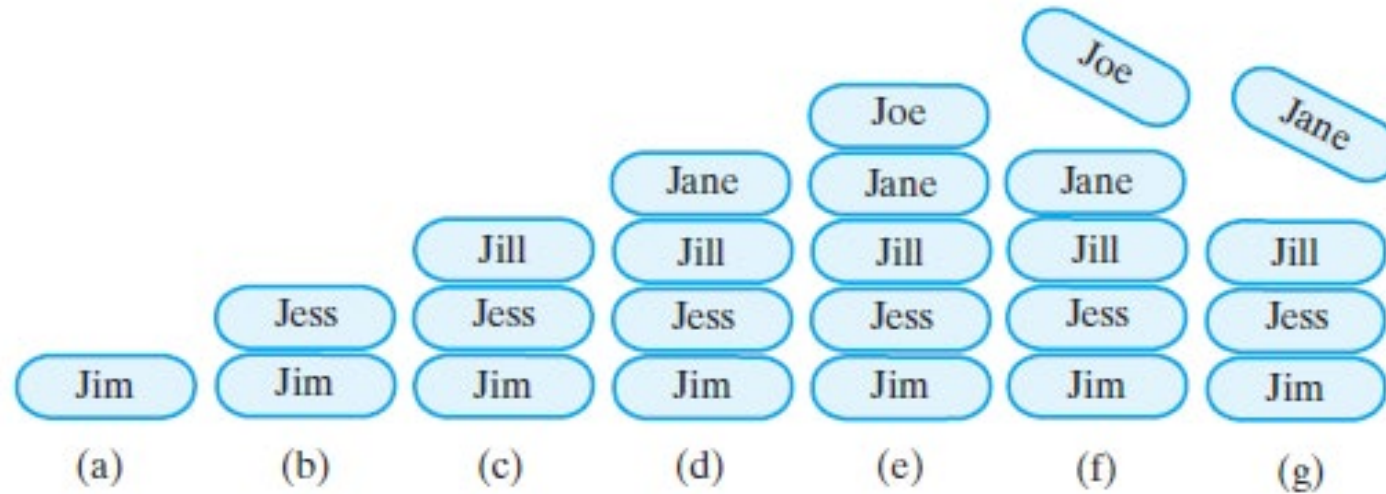 Joe
Joe Jane
Jane Jane Jane
Jill Jill Jill Jill Jill
Jess Jess Jess Jess Jess Jess
Jim Jim Jim Jim Jim Jim Jim
(a) (b) (c) (d) (e) (f) (g)